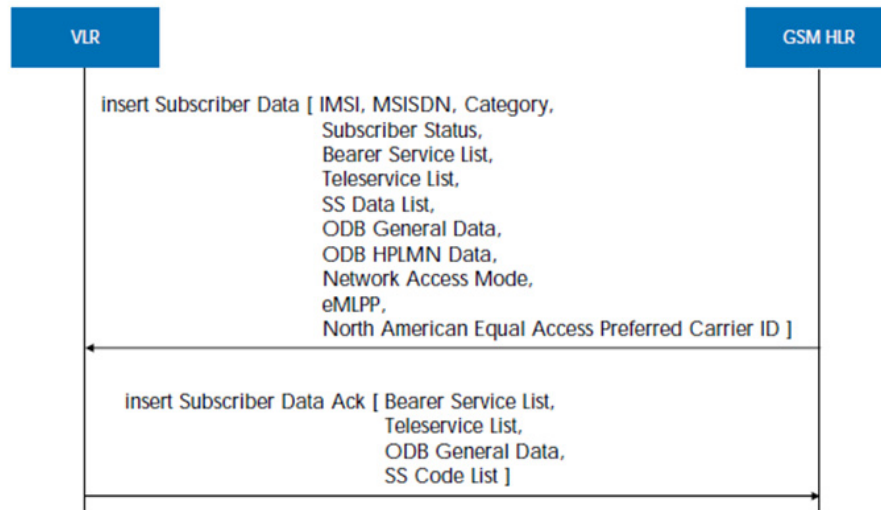 VLR
GSM HLR
insert Subscriber Data [ IMSI, MSISDN, Category,
Subscriber Status,
Bearer Service List,
Teleservice List,
SS Data List,
ODB General Data,
ODB HPLMN Data,
Network Access Mode,
eMLPP,
North American Equal Access Preferred Carrier ID ]
insert Subscriber Data Ack [ Bearer Service List,
Teleservice List,
ODB General Data,
SS Code List ]